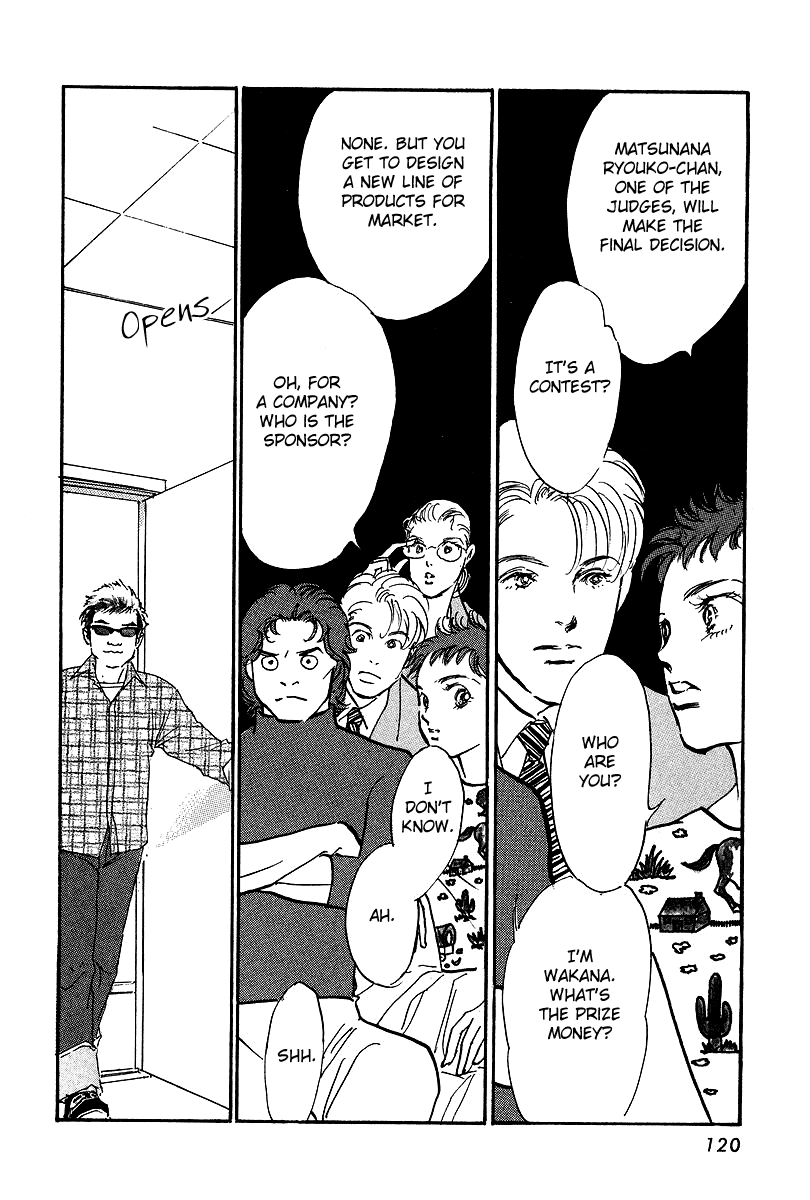 MATSUNANA
RYOUKO-CHAN,
ONE OF THE
JUDGES, WILL
MAKE THE
FINAL DECISION.
IT'S A
CONTEST?
WHO
ARE
YOU?
I'M
WAKANA.
WHAT'S
THE PRIZE
MONEY?
NONE. BUT YOU
GET TO DESIGN
A NEW LINE OF
PRODUCTS FOR
MARKET.
OH, FOR
A COMPANY?
WHO IS THE
SPONSOR?
I
DON'T
KNOW.
AH.
SHH.
Opens
120